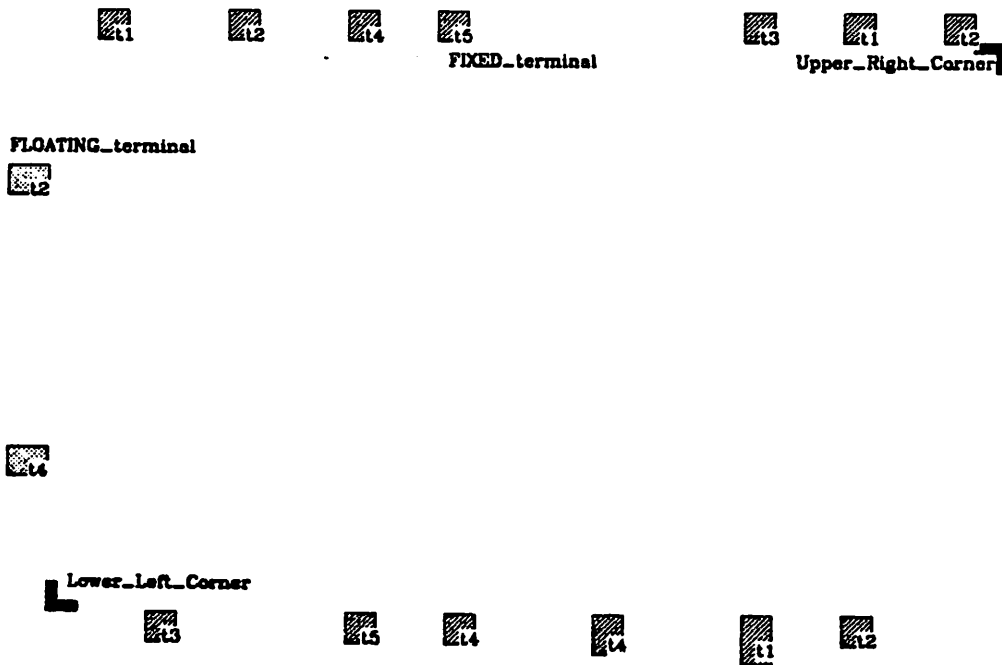 t1 t2 t4 t5 t3 t1 t2
FIXED_terminal Upper_Right_Corner
FLOATING_terminal
t2
t4
Lower_Left_Corner
t3 t5 t4 t4 t1 t2